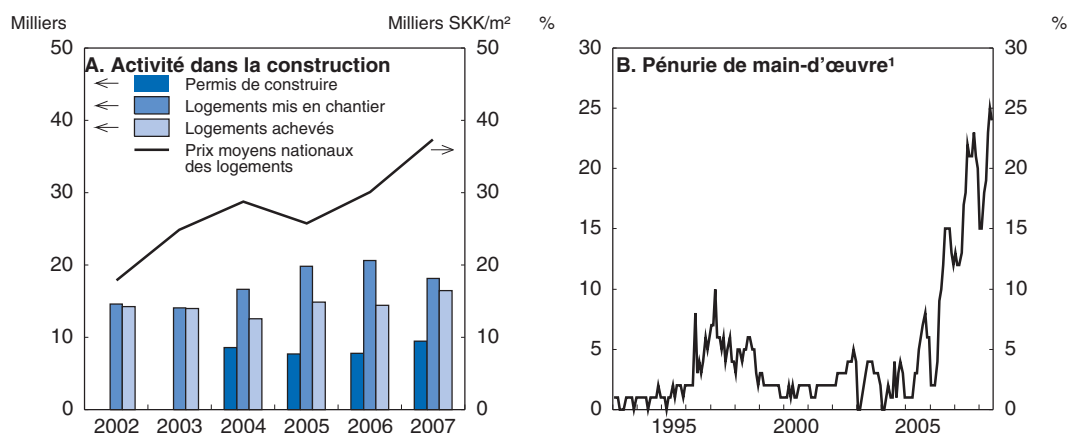 Milliers
Milliers SKK/m²
%
%
A. Activité dans la construction
Permis de construire
Logements mis en chantier
Logements achevés
Prix moyens nationaux
des logements
50
40
30
20
10
0
50
40
30
20
10
0
2002 2003 2004 2005 2006 2007
B. Pénurie de main-d'œuvre¹
30
25
20
15
10
5
0
30
25
20
15
10
5
0
1995 2000 2005